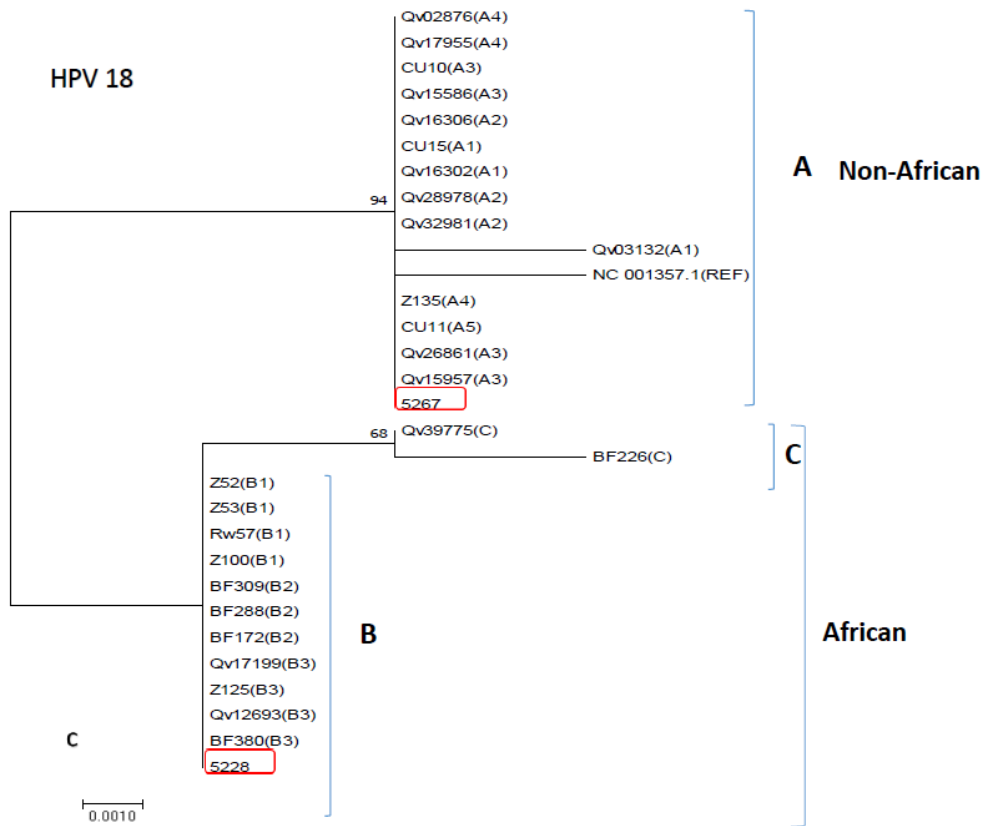 HPV 18
Qv02876(A4)
Qv17955(A4)
CU10(A3)
Qv15586(A3)
Qv16306(A2)
CU15(A1)
Qv16302(A1)
Qv28978(A2)
Qv32981(A2)
94
Qv03132(A1)
NC 001357.1(REF)
Z135(A4)
CU11(A5)
Qv26861(A3)
Qv15957(A3)
5267
A Non-African
68
Qv39775(C)
BF226(C)
C
Z52(B1)
Z53(B1)
Rw57(B1)
Z100(B1)
BF309(B2)
BF288(B2)
BF172(B2)
Qv17199(B3)
Z125(B3)
Qv12693(B3)
BF380(B3)
5228
B
African
C
0.0010